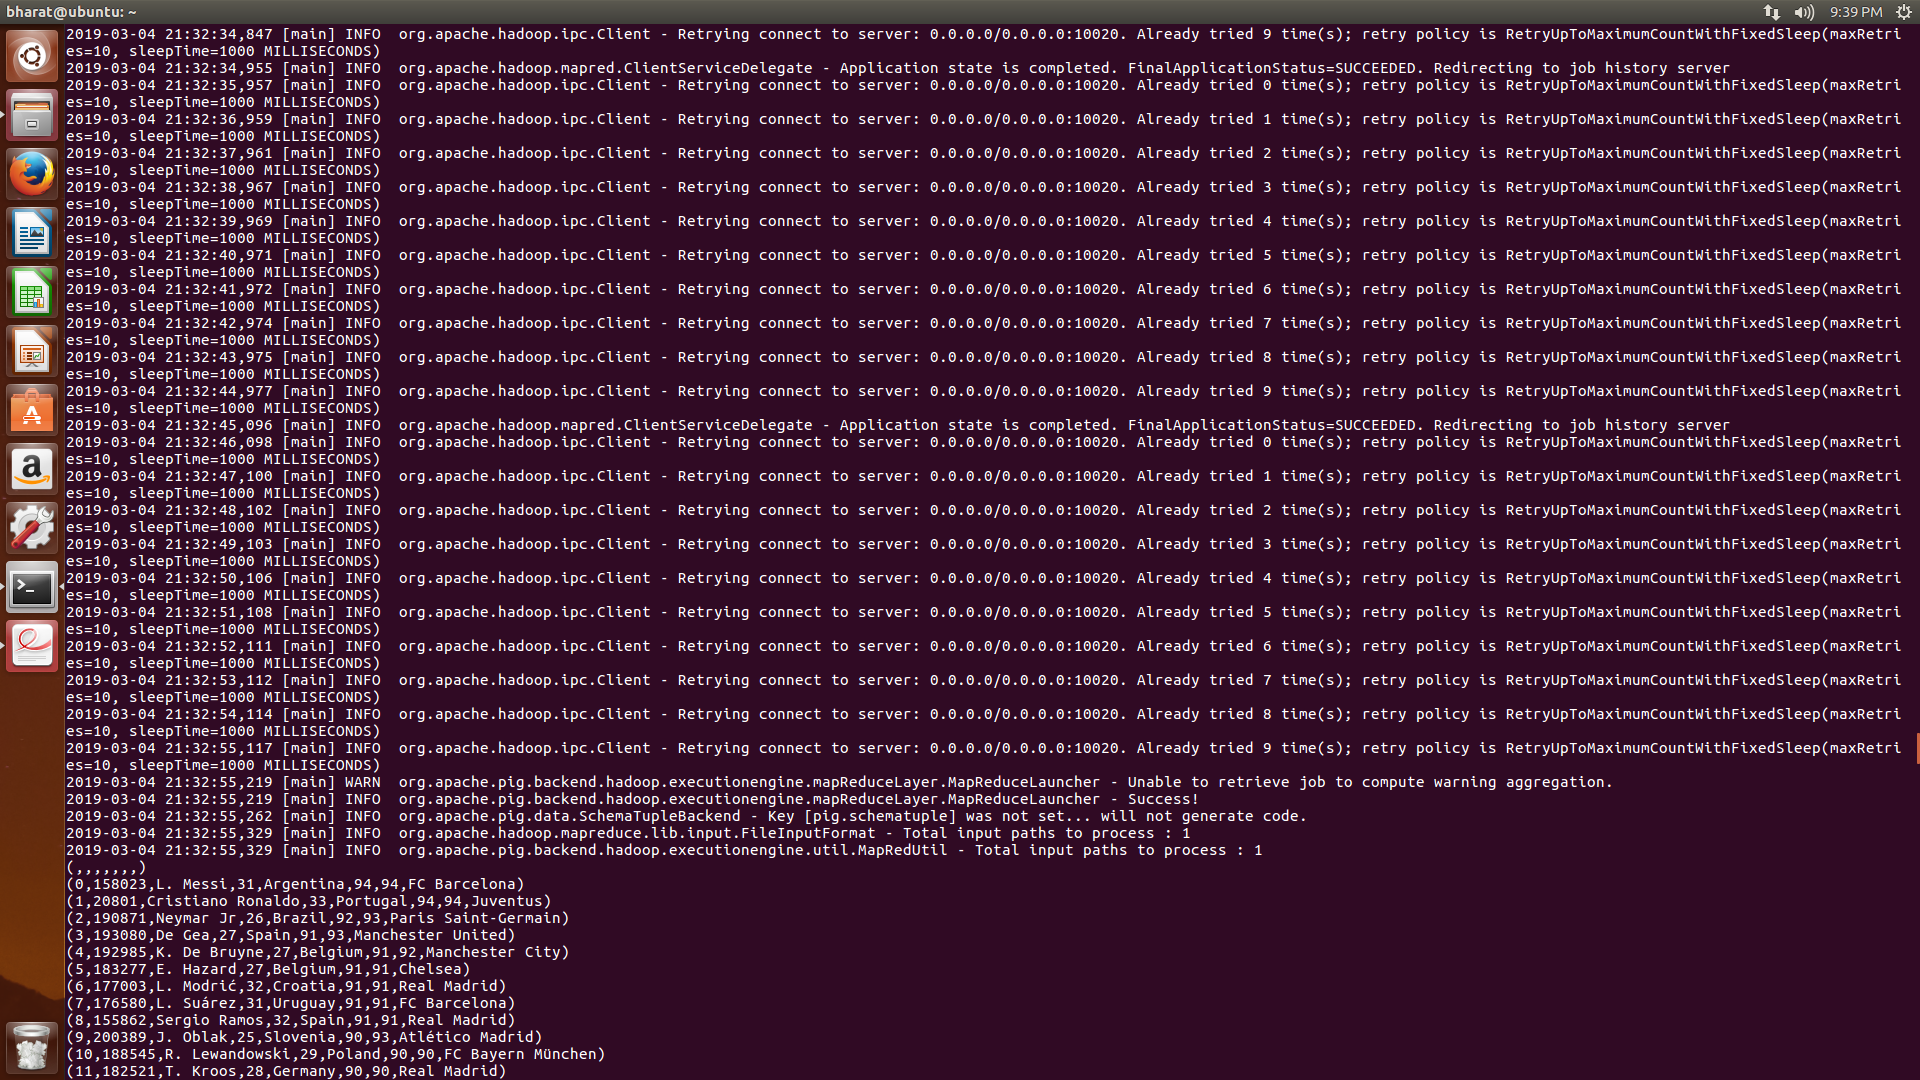 bharat@ubuntu: ~
9:39 PM
2019-03-04 21:32:34,847 [main] INFO  org.apache.hadoop.ipc.Client - Retrying connect to server: 0.0.0.0/0.0.0.0:10020. Already tried 9 time(s); retry policy is RetryUpToMaximumCountWithFixedSleep(maxRetri
es=10, sleepTime=1000 MILLISECONDS)
2019-03-04 21:32:34,955 [main] INFO  org.apache.hadoop.mapred.ClientServiceDelegate - Application state is completed. FinalApplicationStatus=SUCCEEDED. Redirecting to job history server
2019-03-04 21:32:35,957 [main] INFO  org.apache.hadoop.ipc.Client - Retrying connect to server: 0.0.0.0/0.0.0.0:10020. Already tried 0 time(s); retry policy is RetryUpToMaximumCountWithFixedSleep(maxRetri
es=10, sleepTime=1000 MILLISECONDS)
2019-03-04 21:32:36,959 [main] INFO  org.apache.hadoop.ipc.Client - Retrying connect to server: 0.0.0.0/0.0.0.0:10020. Already tried 1 time(s); retry policy is RetryUpToMaximumCountWithFixedSleep(maxRetri
es=10, sleepTime=1000 MILLISECONDS)
2019-03-04 21:32:37,961 [main] INFO  org.apache.hadoop.ipc.Client - Retrying connect to server: 0.0.0.0/0.0.0.0:10020. Already tried 2 time(s); retry policy is RetryUpToMaximumCountWithFixedSleep(maxRetri
es=10, sleepTime=1000 MILLISECONDS)
2019-03-04 21:32:38,967 [main] INFO  org.apache.hadoop.ipc.Client - Retrying connect to server: 0.0.0.0/0.0.0.0:10020. Already tried 3 time(s); retry policy is RetryUpToMaximumCountWithFixedSleep(maxRetri
es=10, sleepTime=1000 MILLISECONDS)
2019-03-04 21:32:39,969 [main] INFO  org.apache.hadoop.ipc.Client - Retrying connect to server: 0.0.0.0/0.0.0.0:10020. Already tried 4 time(s); retry policy is RetryUpToMaximumCountWithFixedSleep(maxRetri
es=10, sleepTime=1000 MILLISECONDS)
2019-03-04 21:32:40,971 [main] INFO  org.apache.hadoop.ipc.Client - Retrying connect to server: 0.0.0.0/0.0.0.0:10020. Already tried 5 time(s); retry policy is RetryUpToMaximumCountWithFixedSleep(maxRetri
es=10, sleepTime=1000 MILLISECONDS)
2019-03-04 21:32:41,972 [main] INFO  org.apache.hadoop.ipc.Client - Retrying connect to server: 0.0.0.0/0.0.0.0:10020. Already tried 6 time(s); retry policy is RetryUpToMaximumCountWithFixedSleep(maxRetri
es=10, sleepTime=1000 MILLISECONDS)
2019-03-04 21:32:42,974 [main] INFO  org.apache.hadoop.ipc.Client - Retrying connect to server: 0.0.0.0/0.0.0.0:10020. Already tried 7 time(s); retry policy is RetryUpToMaximumCountWithFixedSleep(maxRetri
es=10, sleepTime=1000 MILLISECONDS)
2019-03-04 21:32:43,975 [main] INFO  org.apache.hadoop.ipc.Client - Retrying connect to server: 0.0.0.0/0.0.0.0:10020. Already tried 8 time(s); retry policy is RetryUpToMaximumCountWithFixedSleep(maxRetri
es=10, sleepTime=1000 MILLISECONDS)
2019-03-04 21:32:44,977 [main] INFO  org.apache.hadoop.ipc.Client - Retrying connect to server: 0.0.0.0/0.0.0.0:10020. Already tried 9 time(s); retry policy is RetryUpToMaximumCountWithFixedSleep(maxRetri
es=10, sleepTime=1000 MILLISECONDS)
2019-03-04 21:32:45,096 [main] INFO  org.apache.hadoop.mapred.ClientServiceDelegate - Application state is completed. FinalApplicationStatus=SUCCEEDED. Redirecting to job history server
2019-03-04 21:32:46,098 [main] INFO  org.apache.hadoop.ipc.Client - Retrying connect to server: 0.0.0.0/0.0.0.0:10020. Already tried 0 time(s); retry policy is RetryUpToMaximumCountWithFixedSleep(maxRetri
es=10, sleepTime=1000 MILLISECONDS)
2019-03-04 21:32:47,100 [main] INFO  org.apache.hadoop.ipc.Client - Retrying connect to server: 0.0.0.0/0.0.0.0:10020. Already tried 1 time(s); retry policy is RetryUpToMaximumCountWithFixedSleep(maxRetri
es=10, sleepTime=1000 MILLISECONDS)
2019-03-04 21:32:48,102 [main] INFO  org.apache.hadoop.ipc.Client - Retrying connect to server: 0.0.0.0/0.0.0.0:10020. Already tried 2 time(s); retry policy is RetryUpToMaximumCountWithFixedSleep(maxRetri
es=10, sleepTime=1000 MILLISECONDS)
2019-03-04 21:32:49,103 [main] INFO  org.apache.hadoop.ipc.Client - Retrying connect to server: 0.0.0.0/0.0.0.0:10020. Already tried 3 time(s); retry policy is RetryUpToMaximumCountWithFixedSleep(maxRetri
es=10, sleepTime=1000 MILLISECONDS)
2019-03-04 21:32:50,106 [main] INFO  org.apache.hadoop.ipc.Client - Retrying connect to server: 0.0.0.0/0.0.0.0:10020. Already tried 4 time(s); retry policy is RetryUpToMaximumCountWithFixedSleep(maxRetri
es=10, sleepTime=1000 MILLISECONDS)
2019-03-04 21:32:51,108 [main] INFO  org.apache.hadoop.ipc.Client - Retrying connect to server: 0.0.0.0/0.0.0.0:10020. Already tried 5 time(s); retry policy is RetryUpToMaximumCountWithFixedSleep(maxRetri
es=10, sleepTime=1000 MILLISECONDS)
2019-03-04 21:32:52,111 [main] INFO  org.apache.hadoop.ipc.Client - Retrying connect to server: 0.0.0.0/0.0.0.0:10020. Already tried 6 time(s); retry policy is RetryUpToMaximumCountWithFixedSleep(maxRetri
es=10, sleepTime=1000 MILLISECONDS)
2019-03-04 21:32:53,112 [main] INFO  org.apache.hadoop.ipc.Client - Retrying connect to server: 0.0.0.0/0.0.0.0:10020. Already tried 7 time(s); retry policy is RetryUpToMaximumCountWithFixedSleep(maxRetri
es=10, sleepTime=1000 MILLISECONDS)
2019-03-04 21:32:54,114 [main] INFO  org.apache.hadoop.ipc.Client - Retrying connect to server: 0.0.0.0/0.0.0.0:10020. Already tried 8 time(s); retry policy is RetryUpToMaximumCountWithFixedSleep(maxRetri
es=10, sleepTime=1000 MILLISECONDS)
2019-03-04 21:32:55,117 [main] INFO  org.apache.hadoop.ipc.Client - Retrying connect to server: 0.0.0.0/0.0.0.0:10020. Already tried 9 time(s); retry policy is RetryUpToMaximumCountWithFixedSleep(maxRetri
es=10, sleepTime=1000 MILLISECONDS)
2019-03-04 21:32:55,219 [main] WARN  org.apache.pig.backend.hadoop.executionengine.mapReduceLayer.MapReduceLauncher - Unable to retrieve job to compute warning aggregation.
2019-03-04 21:32:55,219 [main] INFO  org.apache.pig.backend.hadoop.executionengine.mapReduceLayer.MapReduceLauncher - Success!
2019-03-04 21:32:55,262 [main] INFO  org.apache.pig.data.SchemaTupleBackend - Key [pig.schematuple] was not set... will not generate code.
2019-03-04 21:32:55,329 [main] INFO  org.apache.hadoop.mapreduce.lib.input.FileInputFormat - Total input paths to process : 1
2019-03-04 21:32:55,329 [main] INFO  org.apache.pig.backend.hadoop.executionengine.util.MapRedUtil - Total input paths to process : 1
(,,,,,,,)
(0,158023,L. Messi,31,Argentina,94,94,FC Barcelona)
(1,20801,Cristiano Ronaldo,33,Portugal,94,94,Juventus)
(2,190871,Neymar Jr,26,Brazil,92,93,Paris Saint-Germain)
(3,193080,De Gea,27,Spain,91,93,Manchester United)
(4,192985,K. De Bruyne,27,Belgium,91,92,Manchester City)
(5,183277,E. Hazard,27,Belgium,91,91,Chelsea)
(6,177003,L. Modrić,32,Croatia,91,91,Real Madrid)
(7,176580,L. Suárez,31,Uruguay,91,91,FC Barcelona)
(8,155862,Sergio Ramos,32,Spain,91,91,Real Madrid)
(9,200389,J. Oblak,25,Slovenia,90,93,Atlético Madrid)
(10,188545,R. Lewandowski,29,Poland,90,90,FC Bayern München)
(11,182521,T. Kroos,28,Germany,90,90,Real Madrid)